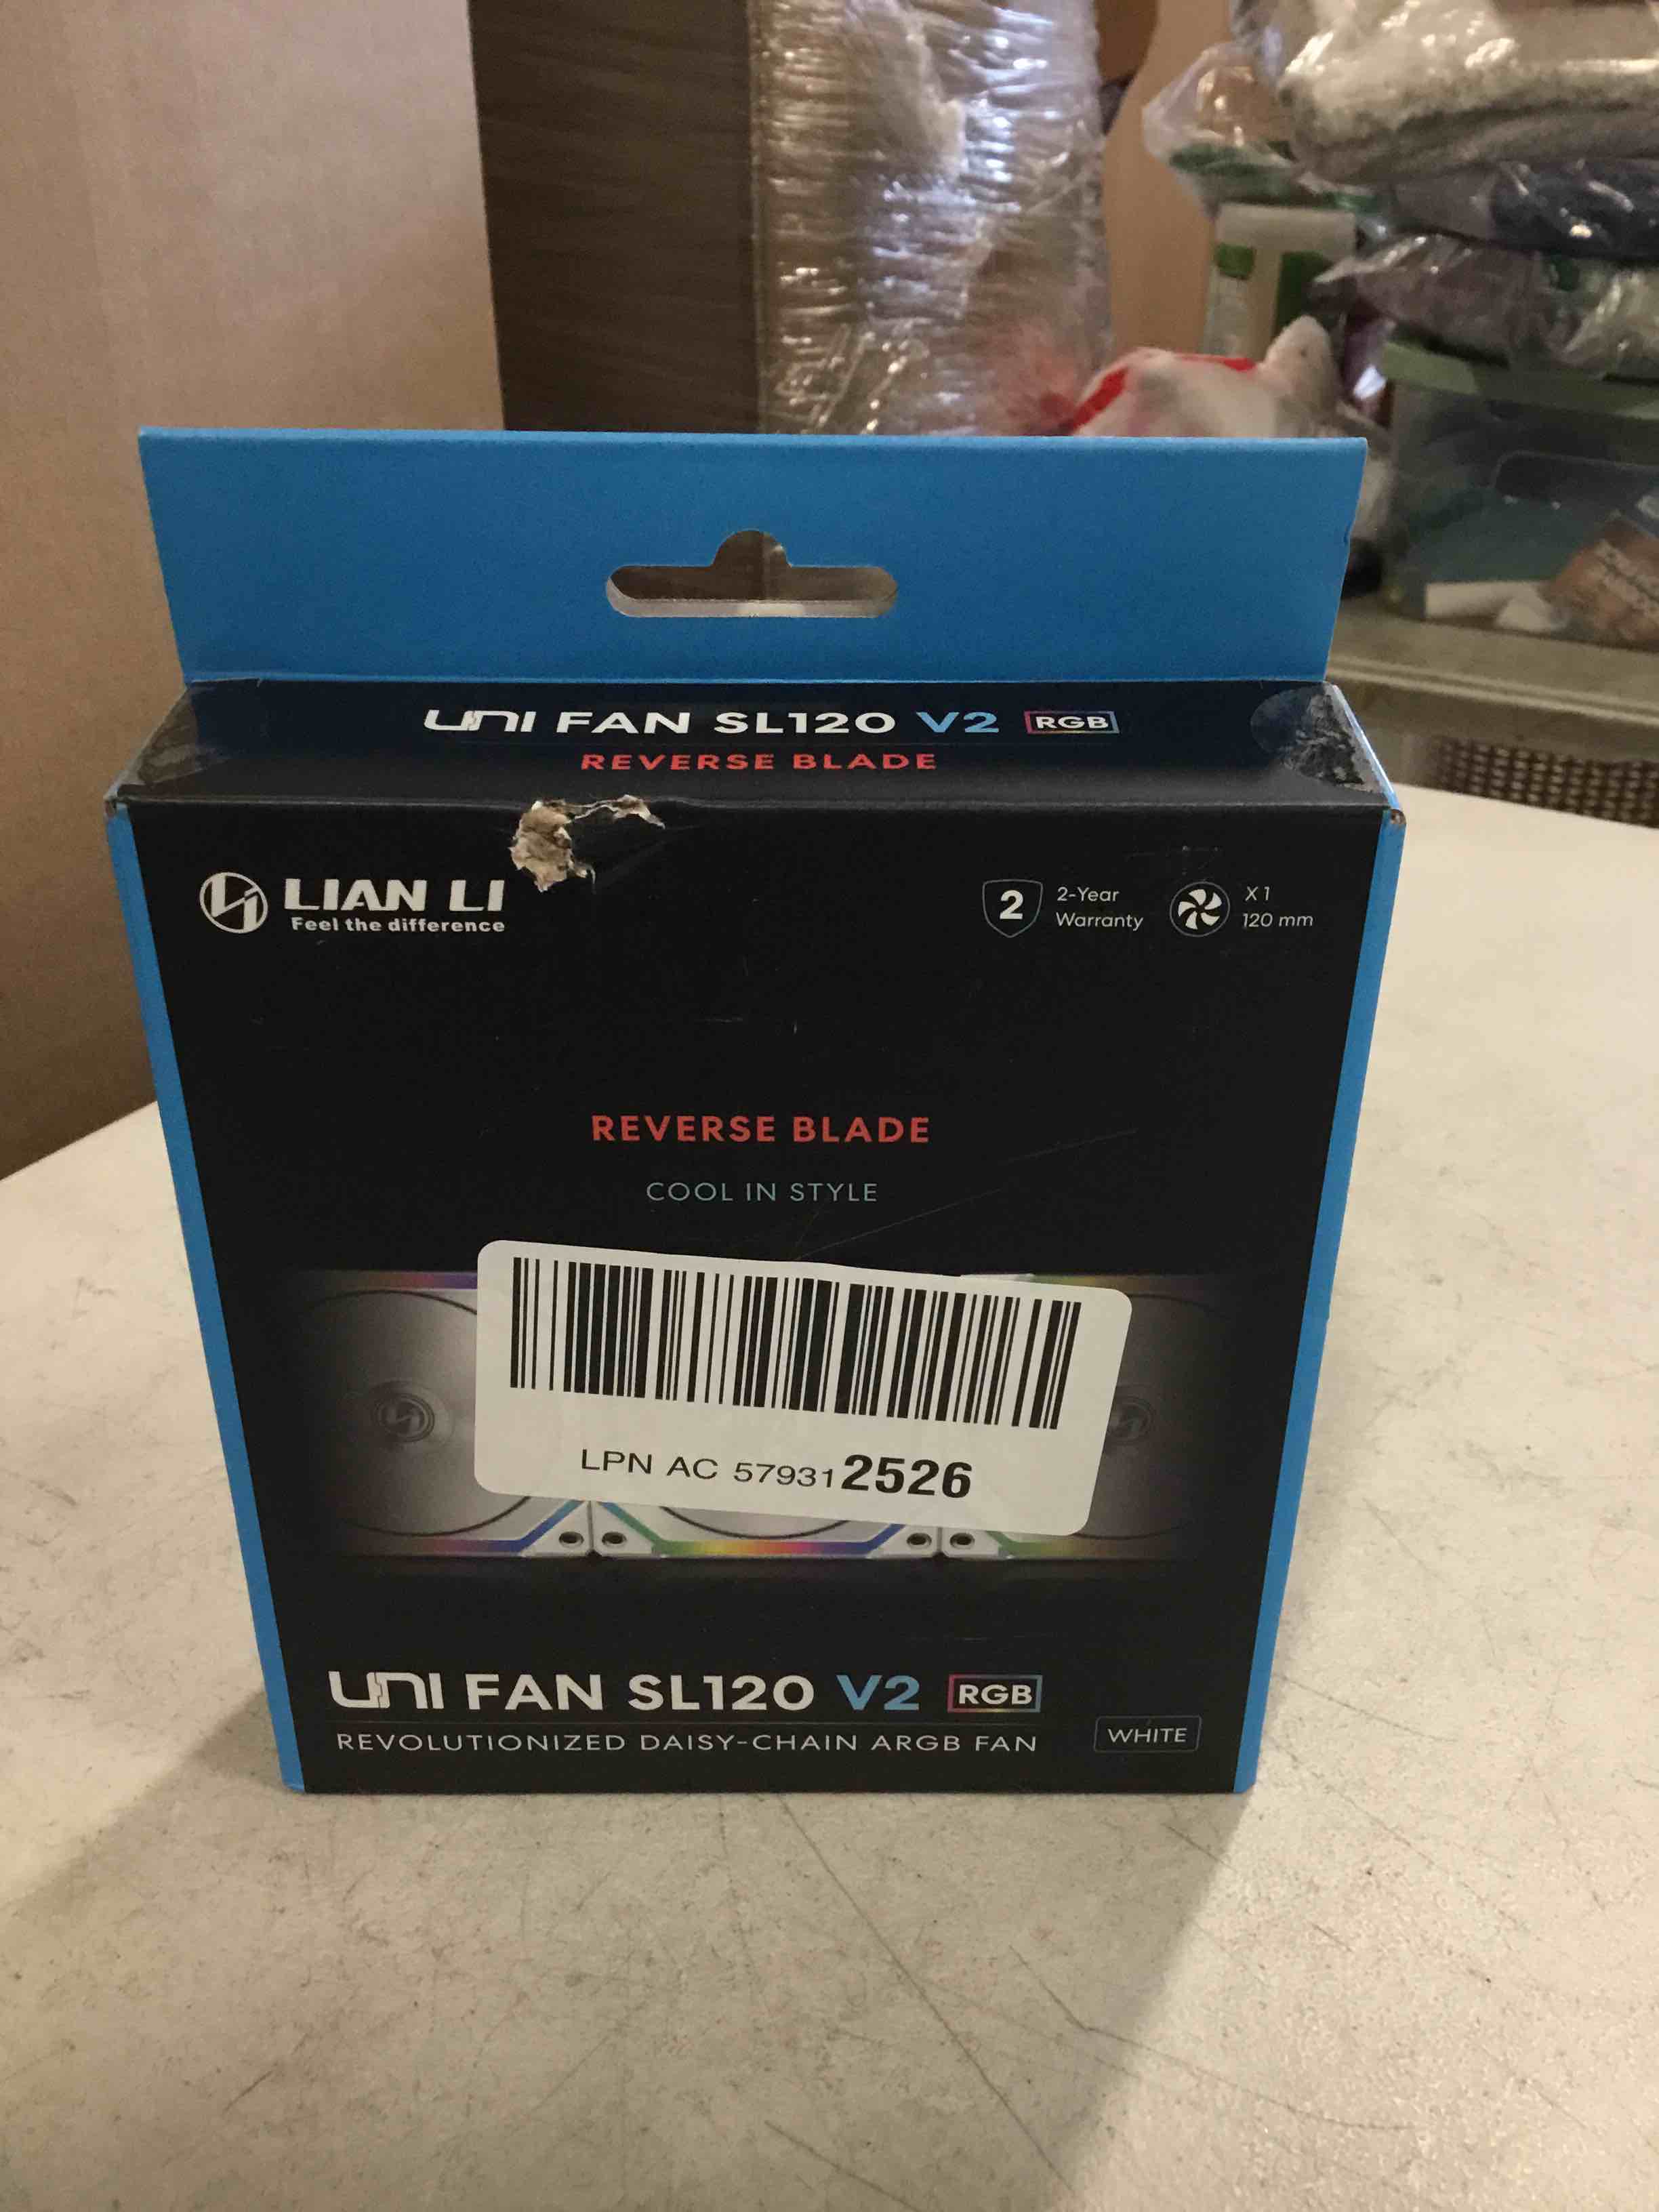 UNI FAN SL120 V2 RGB
REVERSE BLADE
LIAN LI
Feel the difference
2
2-Year
Warranty
X 1
120 mm
REVERSE BLADE
COOL IN STYLE
LPN AC 579312526
UNI FAN SL120 V2 RGB
REVOLUTIONIZED DAISY-CHAIN ARGB FAN
WHITE